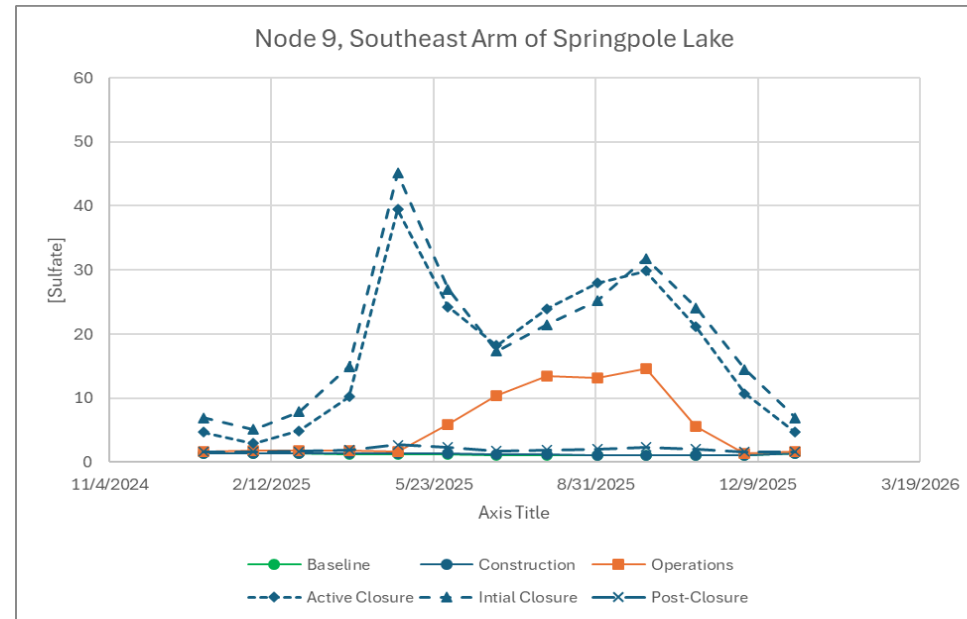 Node 9, Southeast Arm of Springpole Lake
60
50
40
30
20
10
0
[Sulfate]
11/4/2024 2/12/2025 5/23/2025 8/31/2025 12/9/2025 3/19/2026
Axis Title
Baseline Construction Operations
Active Closure Intial Closure Post-Closure